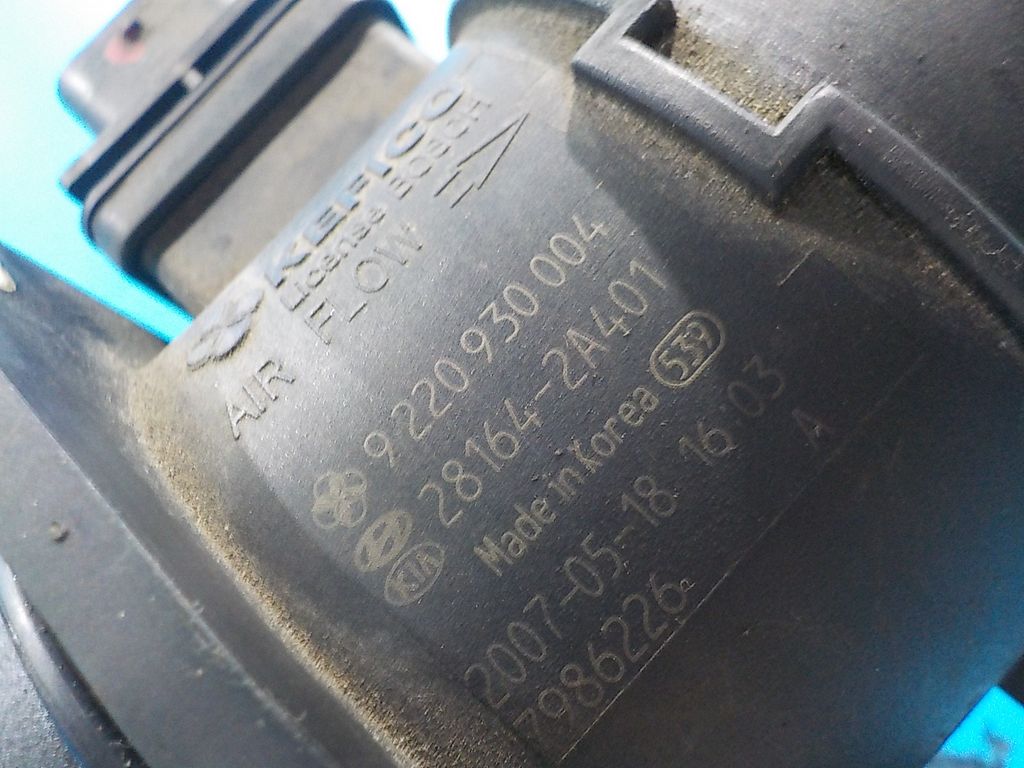 KEFICO
License BOSCH
AIR FLOW
9 220 930 004
28164-2A401
KIA
Made in Korea 539
2007-05-18 16:03
A
7986226